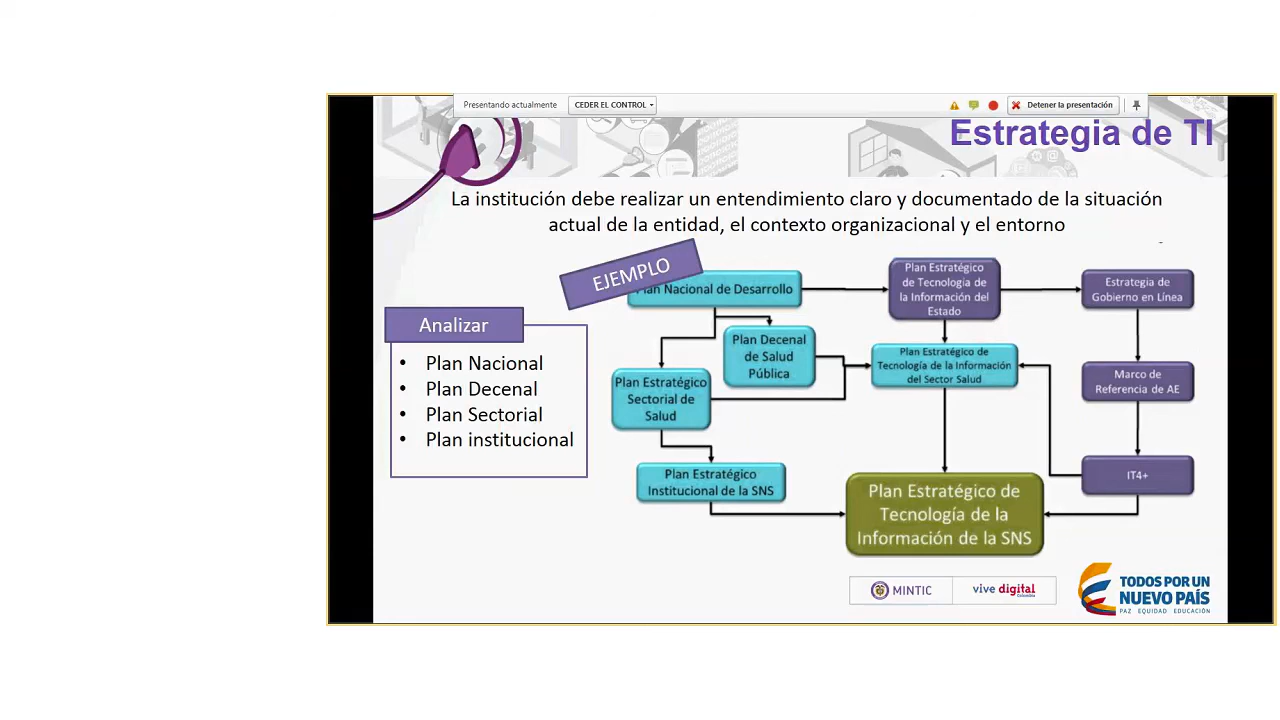 Presentando actualmente
CEDER EL CONTROL
Detener la presentación
Estrategia de TI
La institución debe realizar un entendimiento claro y documentado de la situación
actual de la entidad, el contexto organizacional y el entorno
EJEMPLO
Analizar
• Plan Nacional
• Plan Decenal
• Plan Sectorial
• Plan institucional
Plan Nacional de Desarrollo
Plan Estratégico
de Tecnología de
la Información del
Estado
Estrategia de
Gobierno en Línea
Plan Decenal
de Salud
Pública
Plan Estratégico de
Tecnología de la Información
del Sector Salud
Marco de
Referencia de AE
Plan Estratégico
Sectorial de
Salud
Plan Estratégico
Institucional de la SNS
Plan Estratégico de
Tecnología de la
Información de la SNS
IT4+
MINTIC
vive digital
Colombia
TODOS POR UN
NUEVO PAÍS
PAZ EQUIDAD EDUCACIÓN